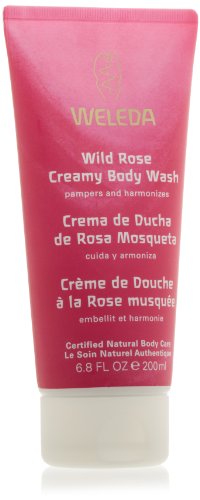 WELEDA
Wild Rose
Creamy Body Wash
pampers and harmonizes
Crema de Ducha
de Rosa Mosqueta
cuida y armoniza
Crème de Douche
à la Rose musquée
embellit et harmonie
Certified Natural Body Care
Le Soin Naturel Authentique
6.8 FL OZ ℮ 200ml